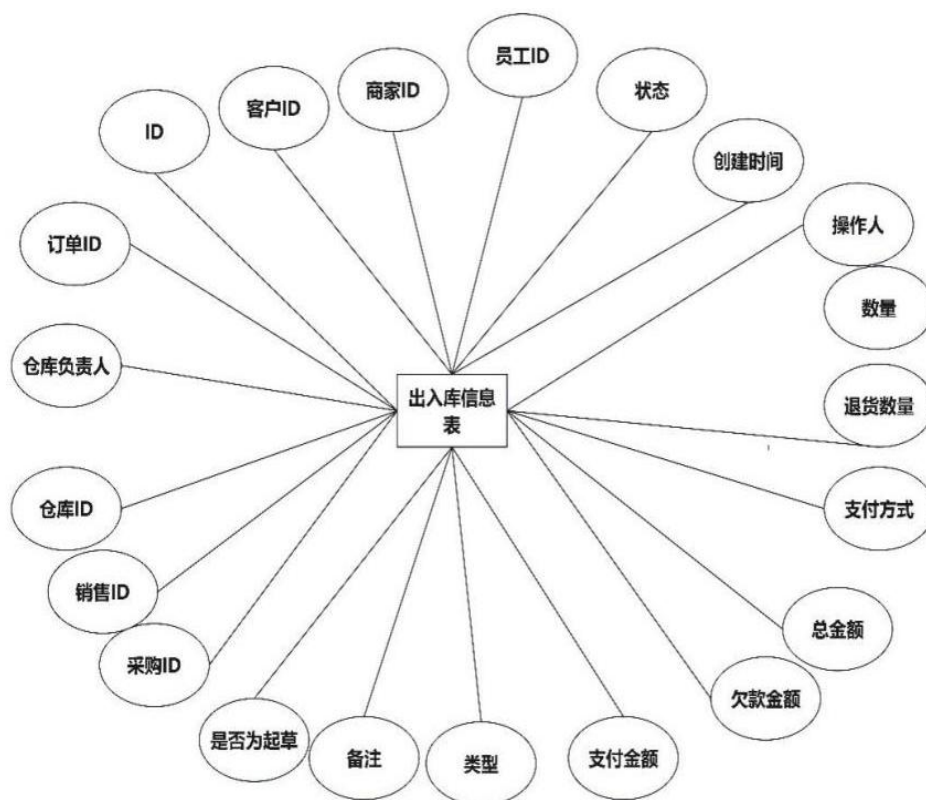 员工ID
商家ID
状态
客户ID
ID
创建时间
操作人
订单ID
数量
仓库负责人
出入库信息
表
退货数量
仓库ID
支付方式
销售ID
总金额
采购ID
欠款金额
是否为起草
备注
类型
支付金额